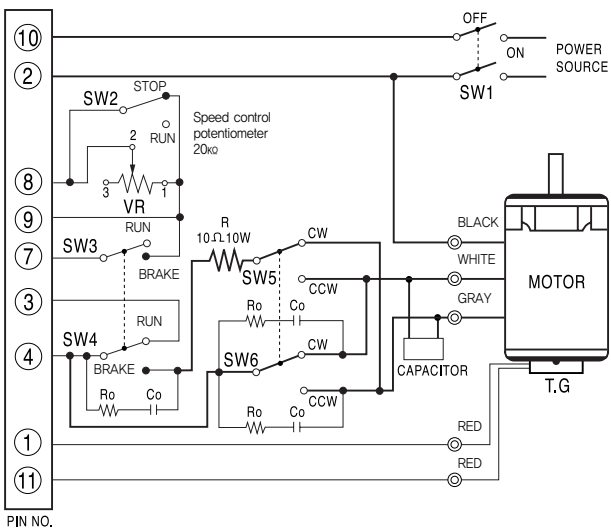 OFF
10
ON
POWER
SOURCE
2
SW1
STOP
SW2
Speed control
potentiometer
20KΩ
RUN
2
8
3
1
VR
9
RUN
BLACK
7
SW3
BRAKE
R
10Ω10W
CW
SW5
WHITE
MOTOR
CCW
GRAY
3
RUN
Ro
Co
4
SW4
CW
SW6
BRAKE
CAPACITOR
T.G
Ro
Co
CCW
Ro
Co
1
RED
11
RED
PIN NO.